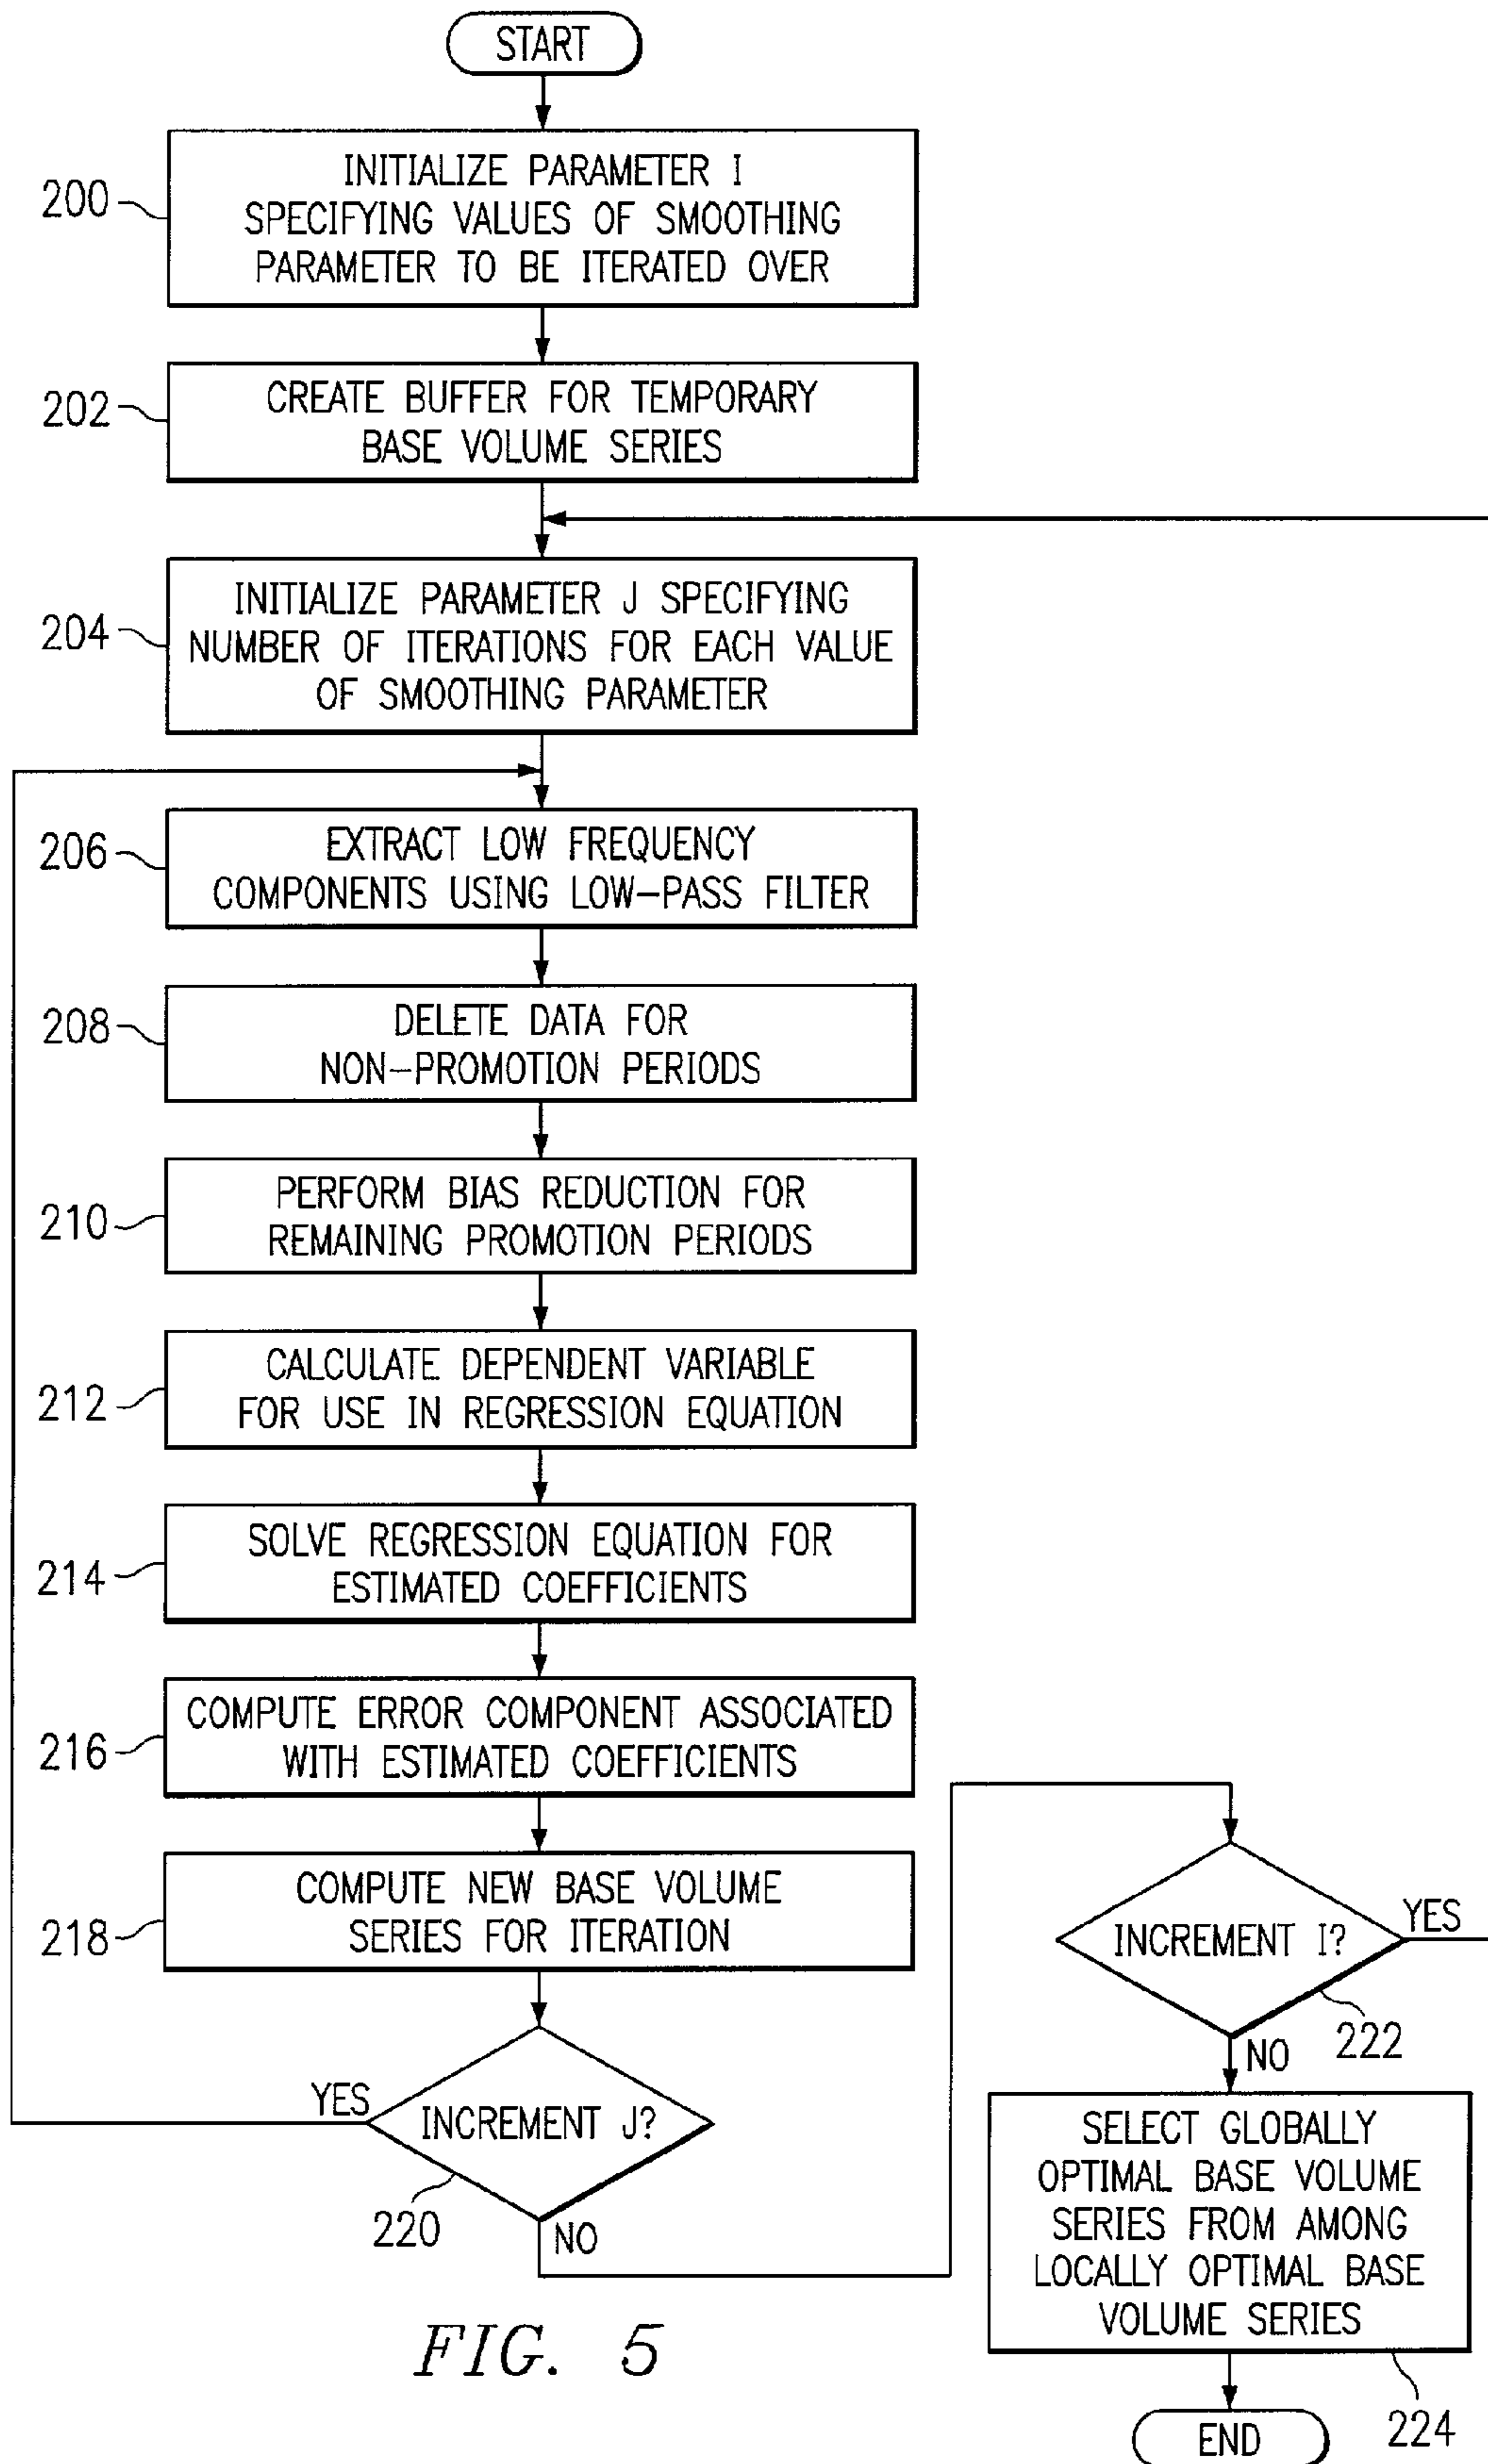 START
INITIALIZE PARAMETER I
SPECIFYING VALUES OF SMOOTHING
PARAMETER TO BE ITERATED OVER
200
CREATE BUFFER FOR TEMPORARY
BASE VOLUME SERIES
202
INITIALIZE PARAMETER J SPECIFYING
NUMBER OF ITERATIONS FOR EACH VALUE
OF SMOOTHING PARAMETER
204
EXTRACT LOW FREQUENCY
COMPONENTS USING LOW-PASS FILTER
206
DELETE DATA FOR
NON-PROMOTION PERIODS
208
PERFORM BIAS REDUCTION FOR
REMAINING PROMOTION PERIODS
210
CALCULATE DEPENDENT VARIABLE
FOR USE IN REGRESSION EQUATION
212
SOLVE REGRESSION EQUATION FOR
ESTIMATED COEFFICIENTS
214
COMPUTE ERROR COMPONENT ASSOCIATED
WITH ESTIMATED COEFFICIENTS
216
COMPUTE NEW BASE VOLUME
SERIES FOR ITERATION
218
YES
INCREMENT J?
220
NO
INCREMENT I?
YES
222
NO
SELECT GLOBALLY
OPTIMAL BASE VOLUME
SERIES FROM AMONG
LOCALLY OPTIMAL BASE
VOLUME SERIES
224
END
FIG. 5